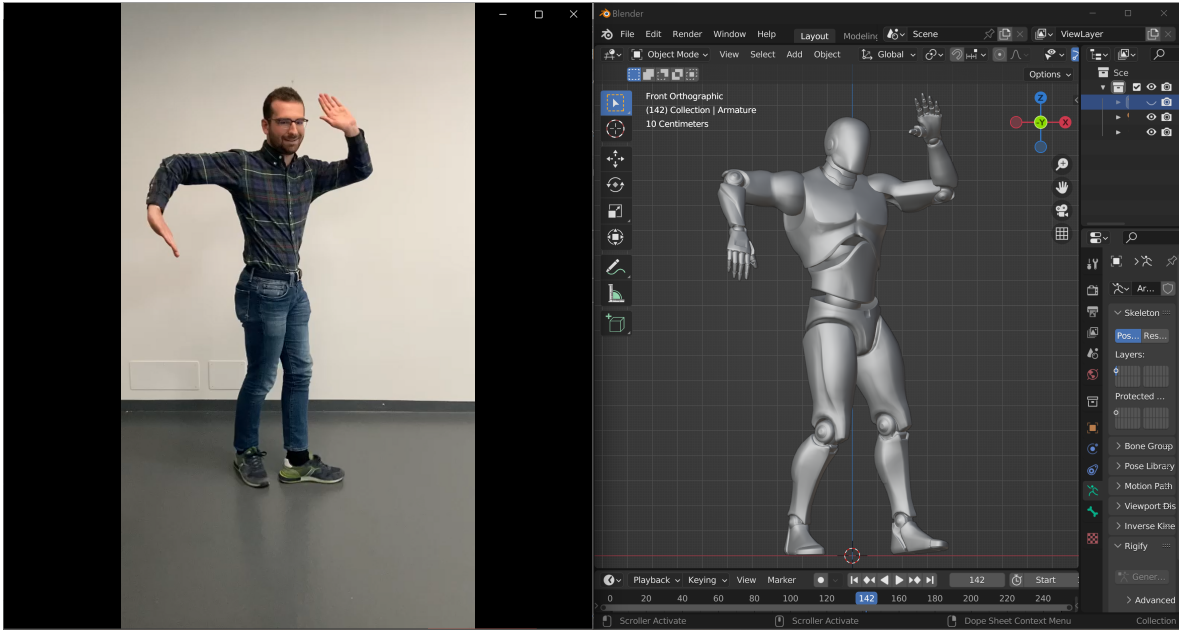 Blender
File Edit Render Window Help Layout Modeling Scene ViewLayer
Object Mode View Select Add Object Global
Options
Front Orthographic
(142) Collection | Armature
10 Centimeters
Z
-Y
X
Sce
Ar...
Skeleton
Pos... Res...
Layers:
Protected ...
Bone Group
Pose Library
Motion Path
Viewport Dis
Inverse Kine
Rigify
Gener...
Advanced
Playback Keying View Marker 142 Start
0 20 40 60 80 100 120 142 160 180 200 220 240
Scroller Activate Scroller Activate Dope Sheet Context Menu Collection